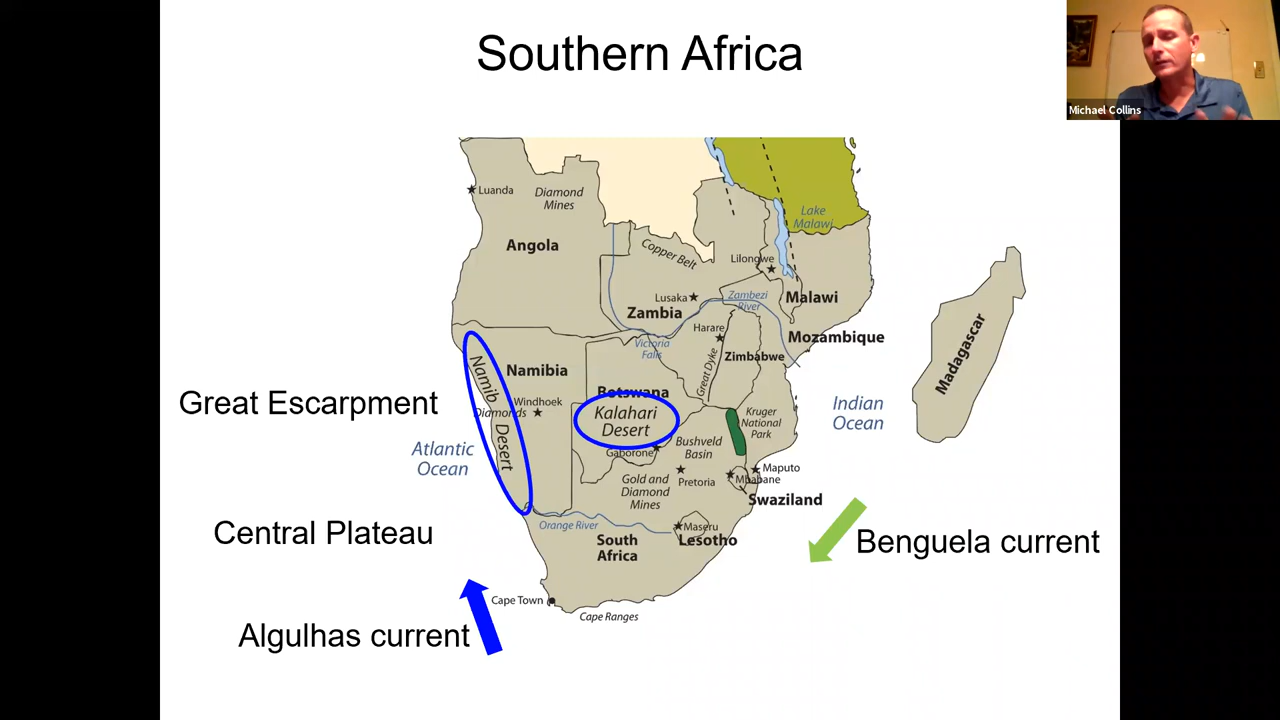 Southern Africa
Michael Collins
Luanda
Diamond
Mines
Angola
Copper Belt
Lake
Malawi
Lilongwe
Malawi
Lusaka
Zambia
Zambezi
River
Harare
Mozambique
Victoria
Falls
Great Dyke
Zimbabwe
Madagascar
Namib Desert
Namibia
Diamonds
Windhoek
Botswana
Kalahari
Desert
Gaborone
Great Escarpment
Atlantic
Ocean
Indian
Ocean
Kruger
National
Park
Bushveld
Basin
Gold and
Diamond
Mines
Pretoria
Maputo
Mbabane
Swaziland
Central Plateau
Orange River
Maseru
Lesotho
South
Africa
Benguela current
Cape Town
Cape Ranges
Algulhas current